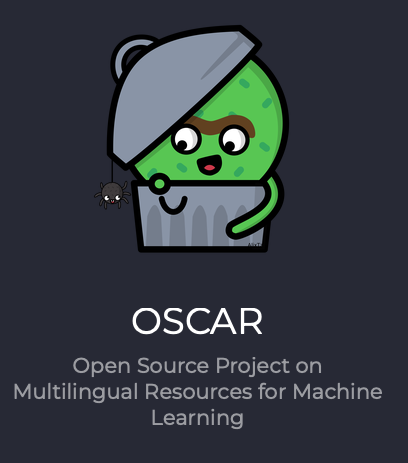 OSCAR
Open Source Project on
Multilingual Resources for Machine
Learning